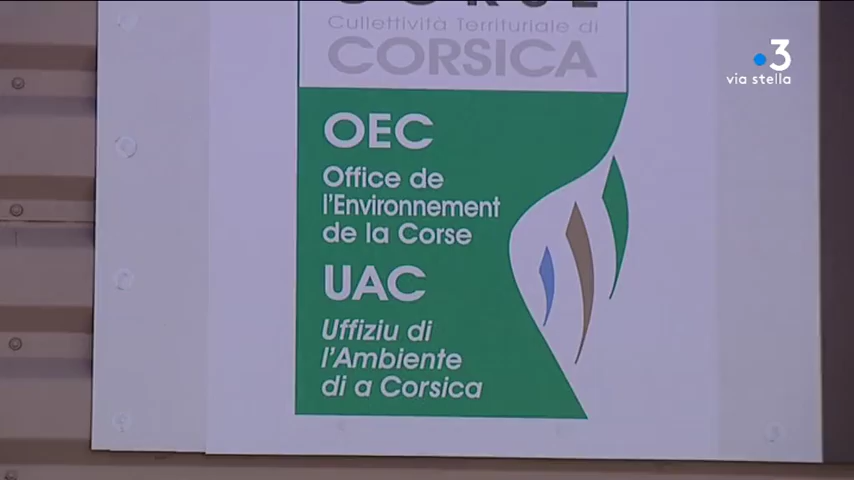 CORSE
Cullettività Territuriale di
CORSICA
3
via stella
OEC
Office de
l'Environnement
de la Corse
UAC
Uffiziu di
l'Ambiente
di a Corsica